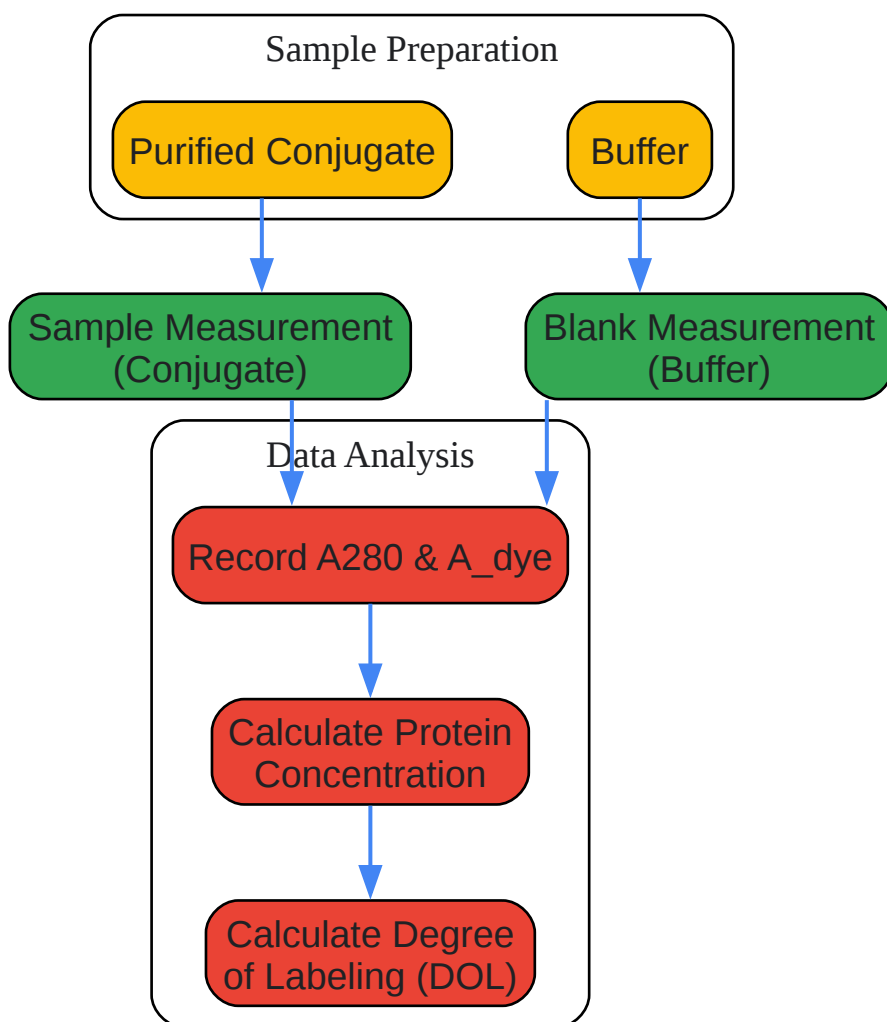 Sample Preparation
Purified Conjugate
Buffer
Sample Measurement
(Conjugate)
Blank Measurement
(Buffer)
Data Analysis
Record A280 & A_dye
Calculate Protein
Concentration
Calculate Degree
of Labeling (DOL)